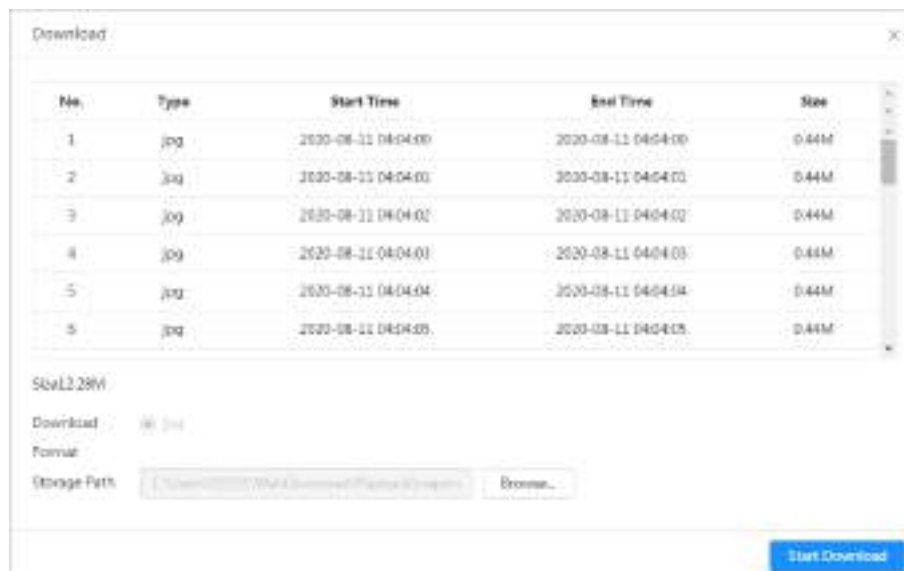 Download
No. Type Start Time End Time Size
1 jpg 2020-08-11 04:04:00 2020-08-11 04:04:00 0.44M
2 jpg 2020-08-11 04:04:01 2020-08-11 04:04:01 0.44M
3 jpg 2020-08-11 04:04:02 2020-08-11 04:04:02 0.44M
4 jpg 2020-08-11 04:04:03 2020-08-11 04:04:03 0.44M
5 jpg 2020-08-11 04:04:04 2020-08-11 04:04:04 0.44M
6 jpg 2020-08-11 04:04:05 2020-08-11 04:04:05 0.44M
Size12.28M
Download jpg
Format
Storage Path Browse...
Start Download